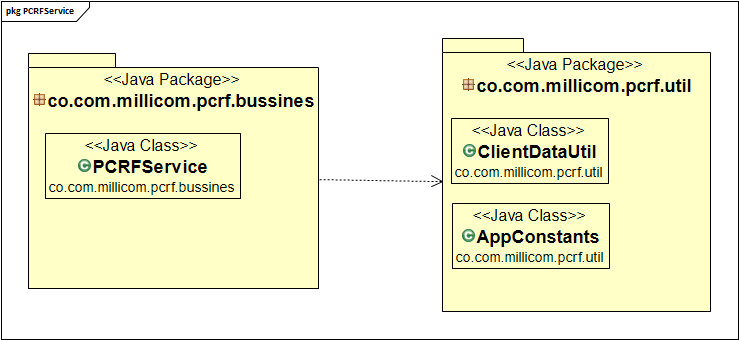 pkg PCRFService
<<Java Package>>
co.com.millicom.pcrf.bussines
<<Java Class>>
PCRFService
co.com.millicom.pcrf.bussines
<<Java Package>>
co.com.millicom.pcrf.util
<<Java Class>>
ClientDataUtil
co.com.millicom.pcrf.util
<<Java Class>>
AppConstants
co.com.millicom.pcrf.util